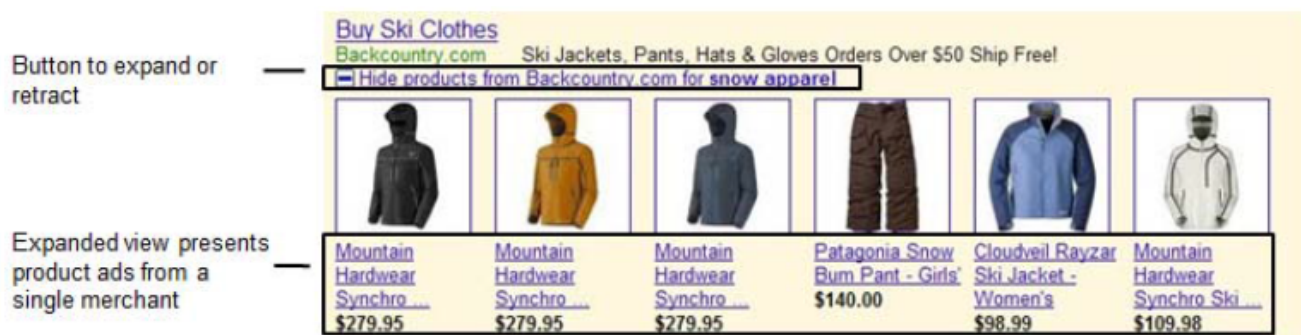 Buy Ski Clothes
Backcountry.com Ski Jackets, Pants, Hats & Gloves Orders Over $50 Ship Free!
Button to expand or
retract
Hide products from Backcountry.com for snow apparel
Expanded view presents
product ads from a
single merchant
Mountain
Hardwear
Synchro ...
$279.95
Mountain
Hardwear
Synchro ...
$279.95
Mountain
Hardwear
Synchro ...
$279.95
Patagonia Snow
Bum Pant - Girls'
$140.00
Cloudveil Rayzar
Ski Jacket -
Women's
$98.99
Mountain
Hardwear
Synchro Ski ...
$109.98